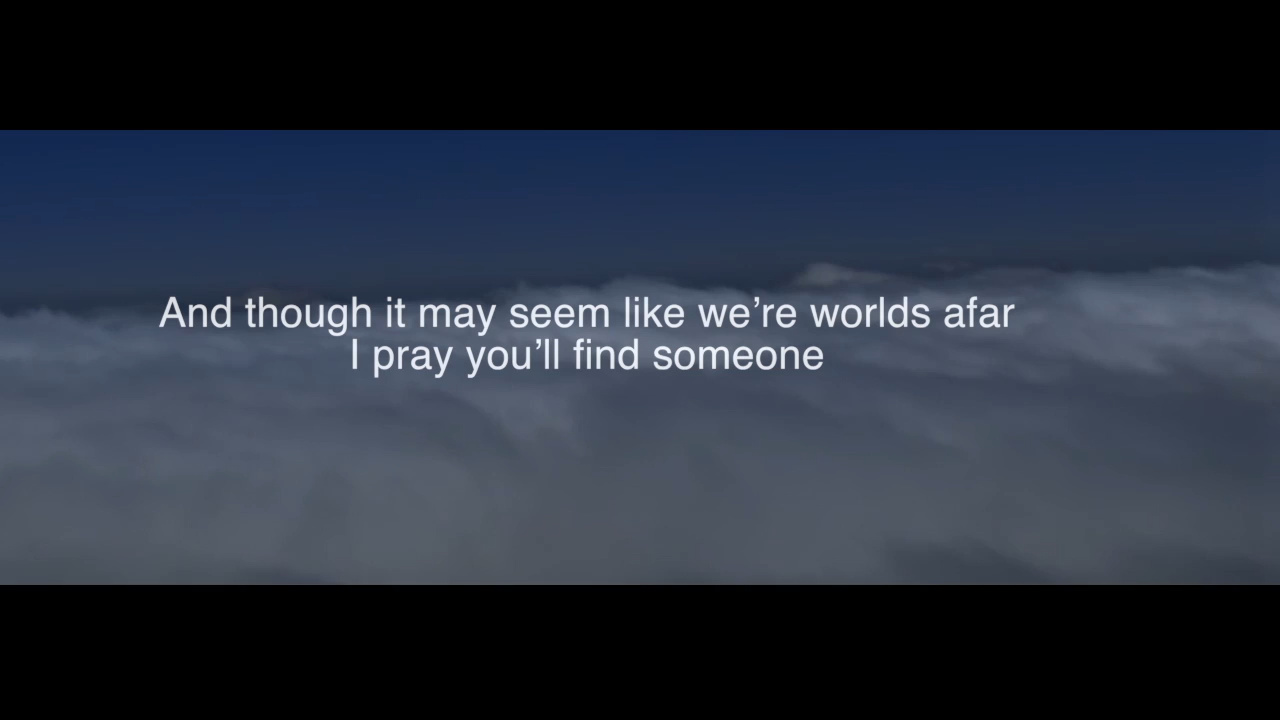 And though it may seem like we’re worlds afar
I pray you’ll find someone